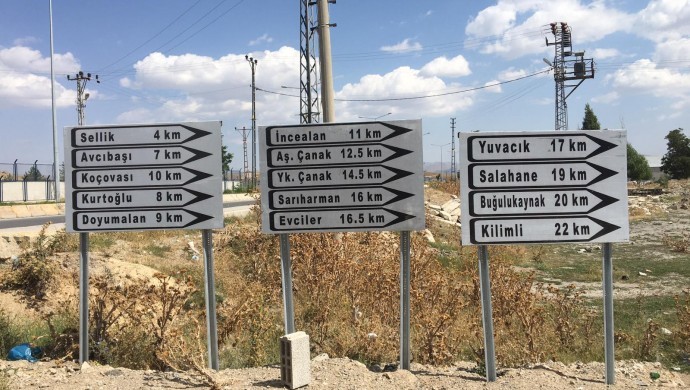 Sellik 4 km
Avcıbaşı 7 km
Koçovası 10 km
Kurtoğlu 8 km
Doyumalan 9 km
İncealan 11 km
Aş. Çanak 12.5 km
Yk. Çanak 14.5 km
Sarıharman 16 km
Evciler 16.5 km
Yuvacık 17 km
Salahane 19 km
Buğulukaynak 20 km
Kilimli 22 km